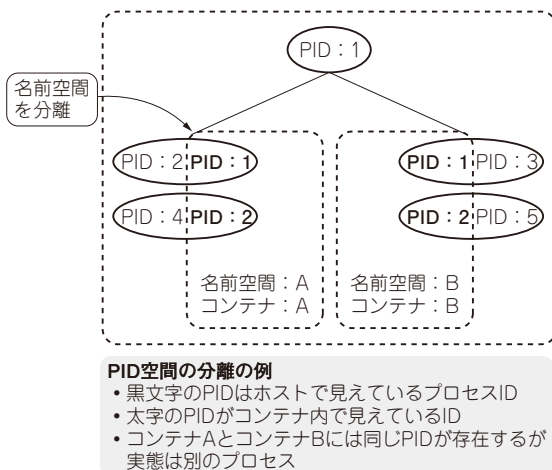 PID：1
名前空間
を分離
PID：2 PID：1
PID：1 PID：3
PID：4 PID：2
PID：2 PID：5
名前空間：A
コンテナ：A
名前空間：B
コンテナ：B
PID空間の分離の例
• 黒文字のPIDはホストで見えているプロセスID
• 太字のPIDがコンテナ内で見えているID
• コンテナAとコンテナBには同じPIDが存在するが
実態は別のプロセス